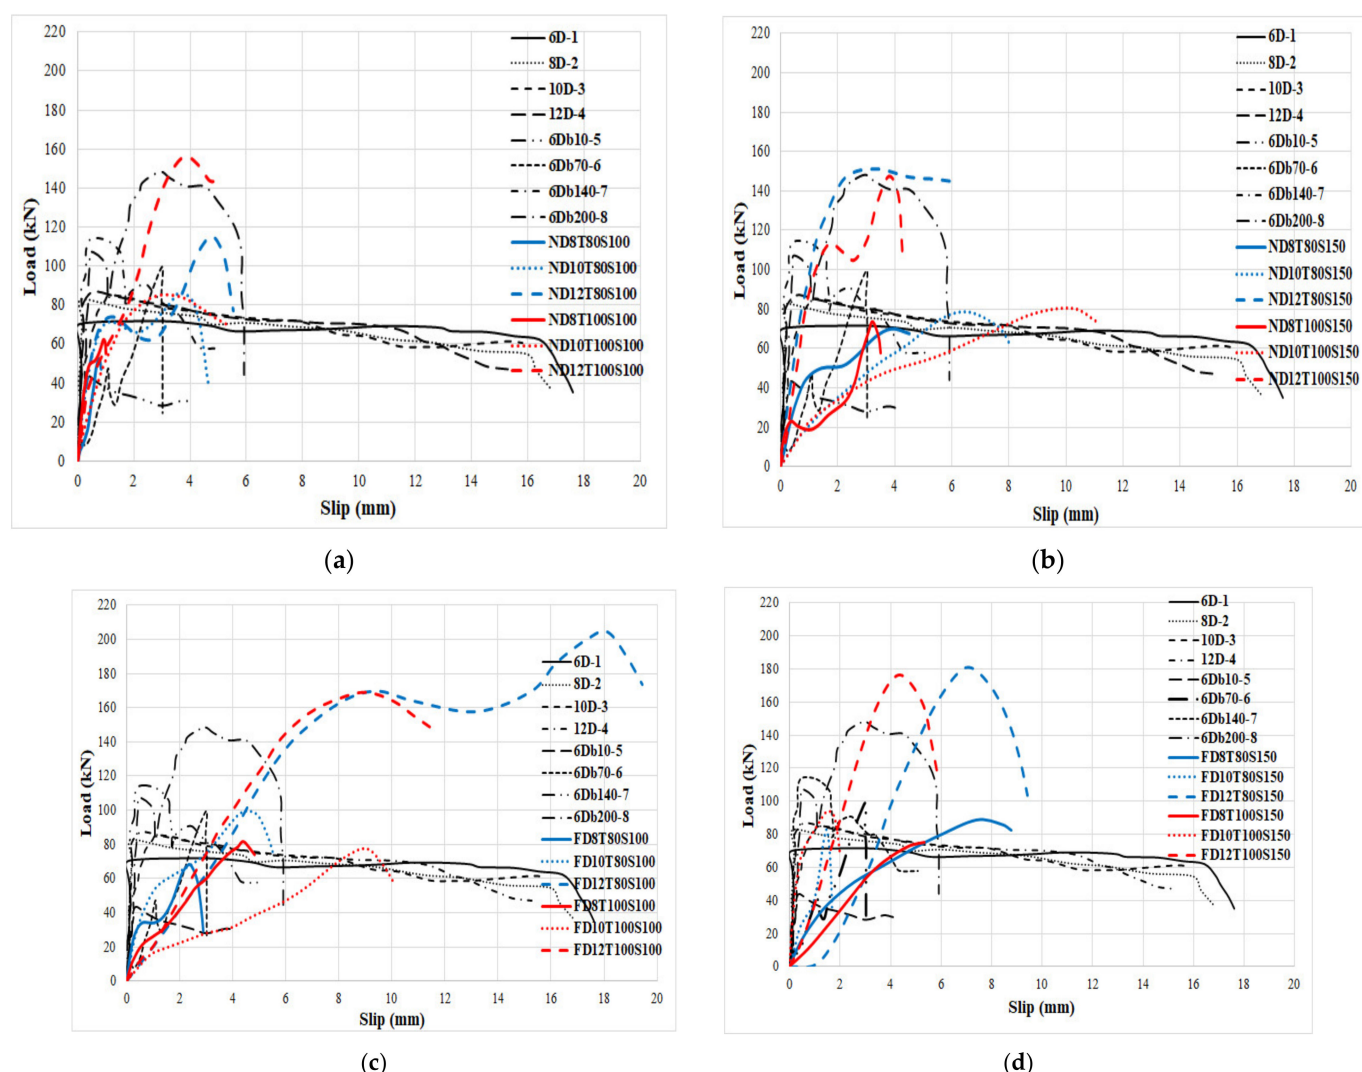 Load (kN)
220
200
180
160
140
120
100
80
60
40
20
0
0 2 4 6 8 10 12 14 16 18 20
Slip (mm)
6D-1
8D-2
10D-3
12D-4
6Db10-5
6Db70-6
6Db140-7
6Db200-8
ND8T80S100
ND10T80S100
ND12T80S100
ND8T100S100
ND10T100S100
ND12T100S100
(a)
Load (kN)
220
200
180
160
140
120
100
80
60
40
20
0
0 2 4 6 8 10 12 14 16 18 20
Slip (mm)
6D-1
8D-2
10D-3
12D-4
6Db10-5
6Db70-6
6Db140-7
6Db200-8
ND8T80S150
ND10T80S150
ND12T80S150
ND8T100S150
ND10T100S150
ND12T100S150
(b)
Load (kN)
220
200
180
160
140
120
100
80
60
40
20
0
0 2 4 6 8 10 12 14 16 18 20
Slip (mm)
6D-1
8D-2
10D-3
12D-4
6Db10-5
6Db70-6
6Db140-7
6Db200-8
FD8T80S100
FD10T80S100
FD12T80S100
FD8T100S100
FD10T100S100
FD12T100S100
(c)
Load (kN)
220
200
180
160
140
120
100
80
60
40
20
0
0 2 4 6 8 10 12 14 16 18 20
Slip (mm)
6D-1
8D-2
10D-3
12D-4
6Db10-5
6Db70-6
6Db140-7
6Db200-8
FD8T80S150
FD10T80S150
FD12T80S150
FD8T100S150
FD10T100S150
FD12T100S150
(d)